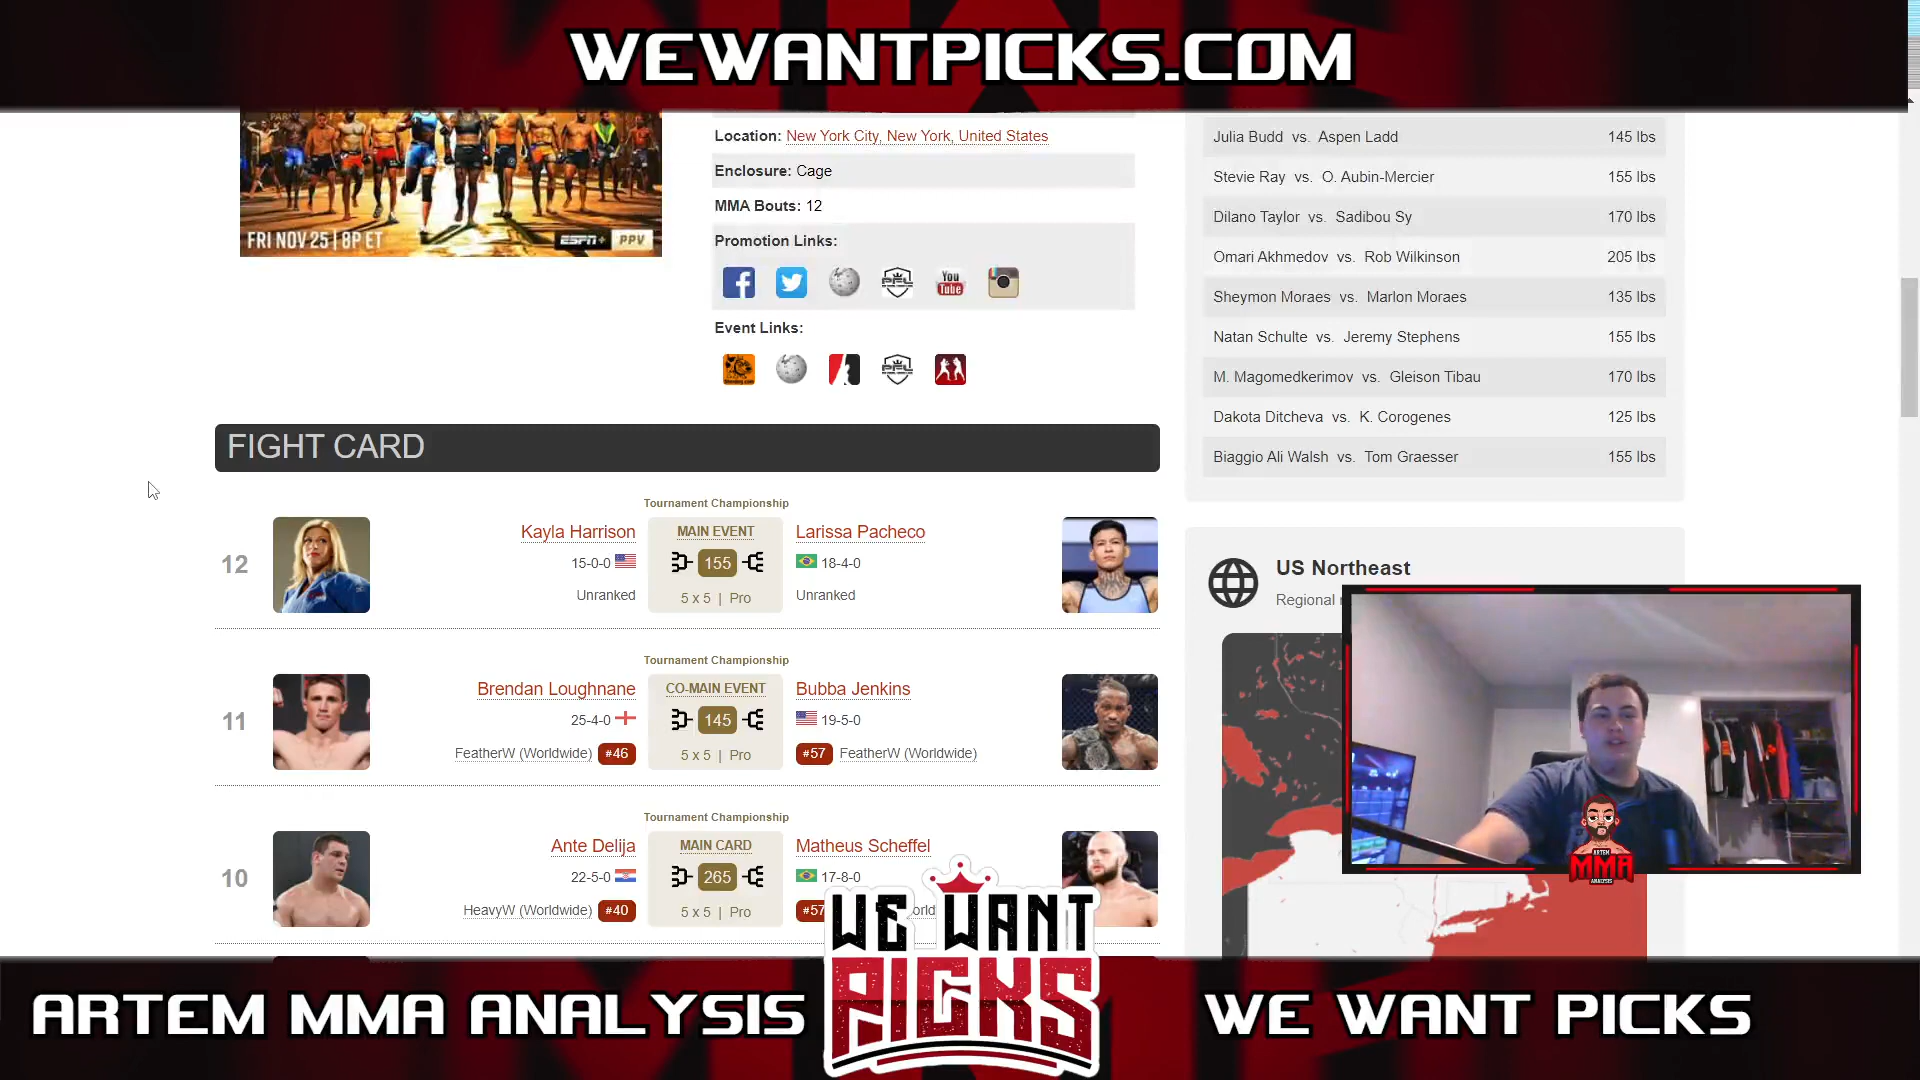 WEWANTPICKS.COM
FRI NOV 25 | 8P ET
ESPN+ PPV
Location: New York City, New York, United States
Enclosure: Cage
MMA Bouts: 12
Promotion Links:
You
Tube
Event Links:
Julia Budd vs. Aspen Ladd 145 lbs
Stevie Ray vs. O. Aubin-Mercier 155 lbs
Dilano Taylor vs. Sadibou Sy 170 lbs
Omari Akhmedov vs. Rob Wilkinson 205 lbs
Sheymon Moraes vs. Marlon Moraes 135 lbs
Natan Schulte vs. Jeremy Stephens 155 lbs
M. Magomedkerimov vs. Gleison Tibau 170 lbs
Dakota Ditcheva vs. K. Corogenes 125 lbs
Biaggio Ali Walsh vs. Tom Graesser 155 lbs
FIGHT CARD
Tournament Championship
12
Kayla Harrison MAIN EVENT Larissa Pacheco
15-0-0 155 18-4-0
Unranked 5 x 5 | Pro Unranked
Tournament Championship
11
Brendan Loughnane CO-MAIN EVENT Bubba Jenkins
25-4-0 145 19-5-0
FeatherW (Worldwide) #46 5 x 5 | Pro #57 FeatherW (Worldwide)
Tournament Championship
10
Ante Delija MAIN CARD Matheus Scheffel
22-5-0 265 17-8-0
HeavyW (Worldwide) #40 5 x 5 | Pro #57
US Northeast
Regional
ARTEM
MMA
ANALYSIS
ARTEM MMA ANALYSIS
WE WANT
PICKS
WE WANT PICKS